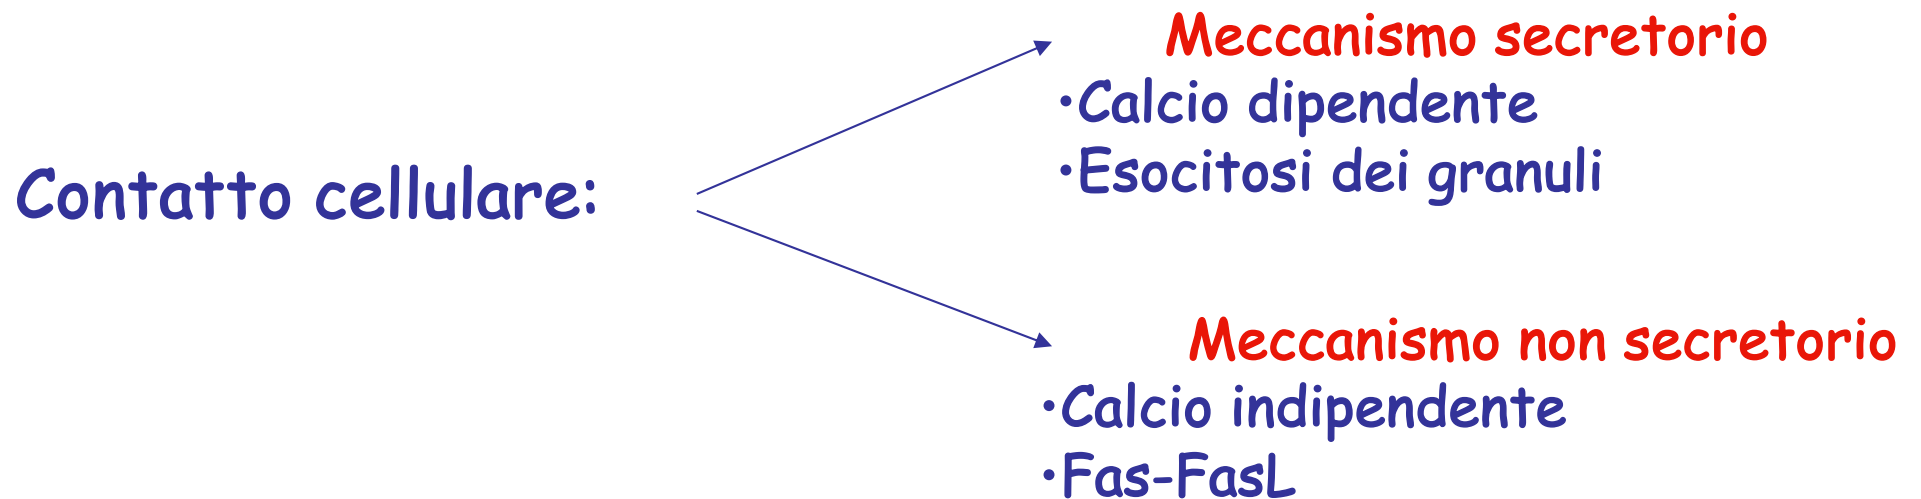 Contatto cellulare:
Meccanismo secretorio
•Calcio dipendente
•Esocitosi dei granuli
Meccanismo non secretorio
•Calcio indipendente
•Fas-FasL